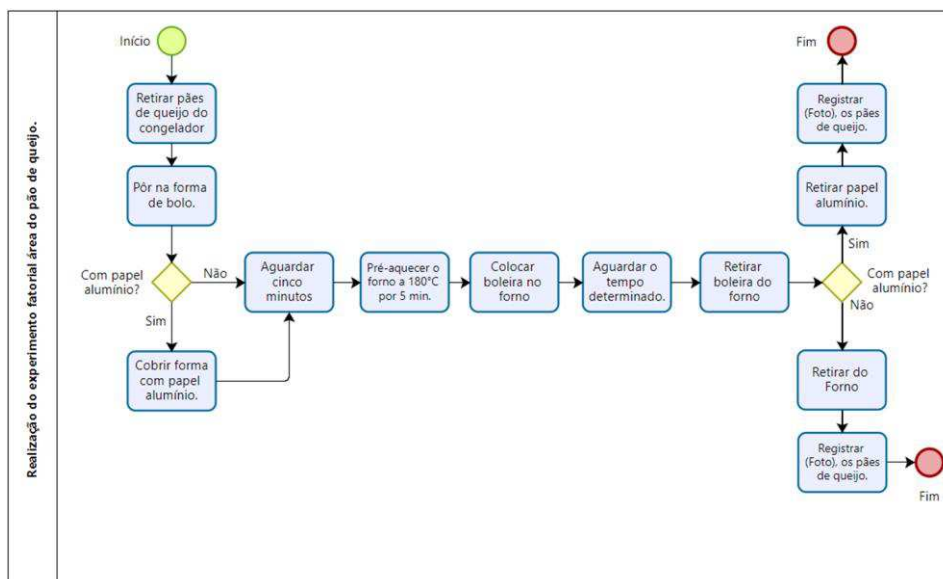 Realização do experimento fatorial área do pão de queijo.
Início
Retirar pães
de queijo do
congelador
Pôr na forma
de bolo.
Com papel
alumínio?
Não
Sim
Cobrir forma
com papel
alumínio.
Aguardar
cinco
minutos
Pré-aquecer o
forno a 180°C
por 5 min.
Colocar
boleira no
forno
Aguardar o
tempo
determinado.
Retirar
boleira do
forno
Com papel
alumínio?
Sim
Retirar papel
alumínio.
Registrar
(Foto), os pães
de queijo.
Fim
Não
Retirar do
Forno
Registrar
(Foto), os pães
de queijo.
Fim